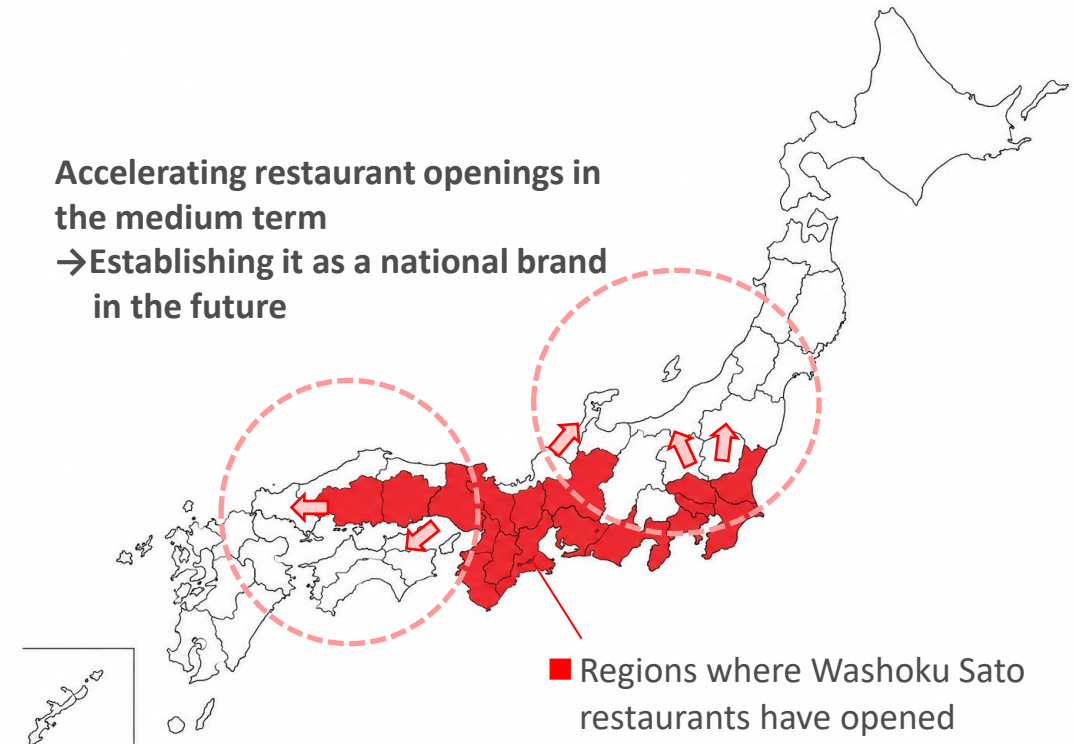 Accelerating restaurant openings in
the medium term
→Establishing it as a national brand
in the future
Regions where Washoku Sato
restaurants have opened